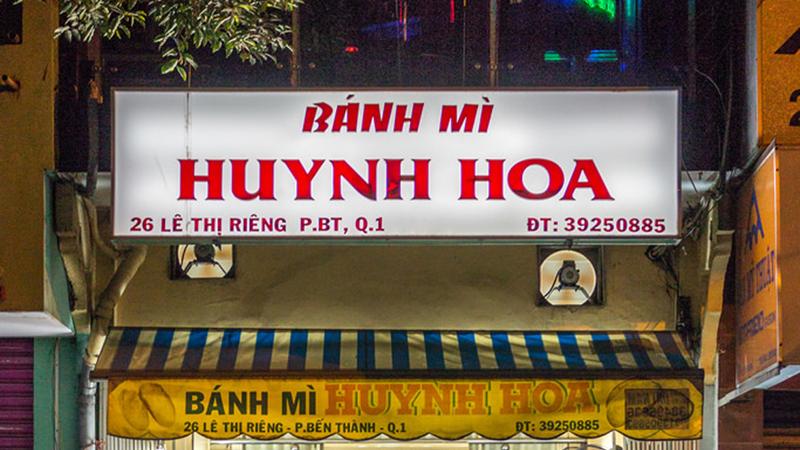 BÁNH MÌ
HUYNH HOA
26 LÊ THỊ RIÊNG P.BT, Q.1 ĐT: 39250885
BÁNH MÌ HUYNH HOA
26 LÊ THỊ RIÊNG - P.BẾN THÀNH - Q.1 ĐT: 39250885